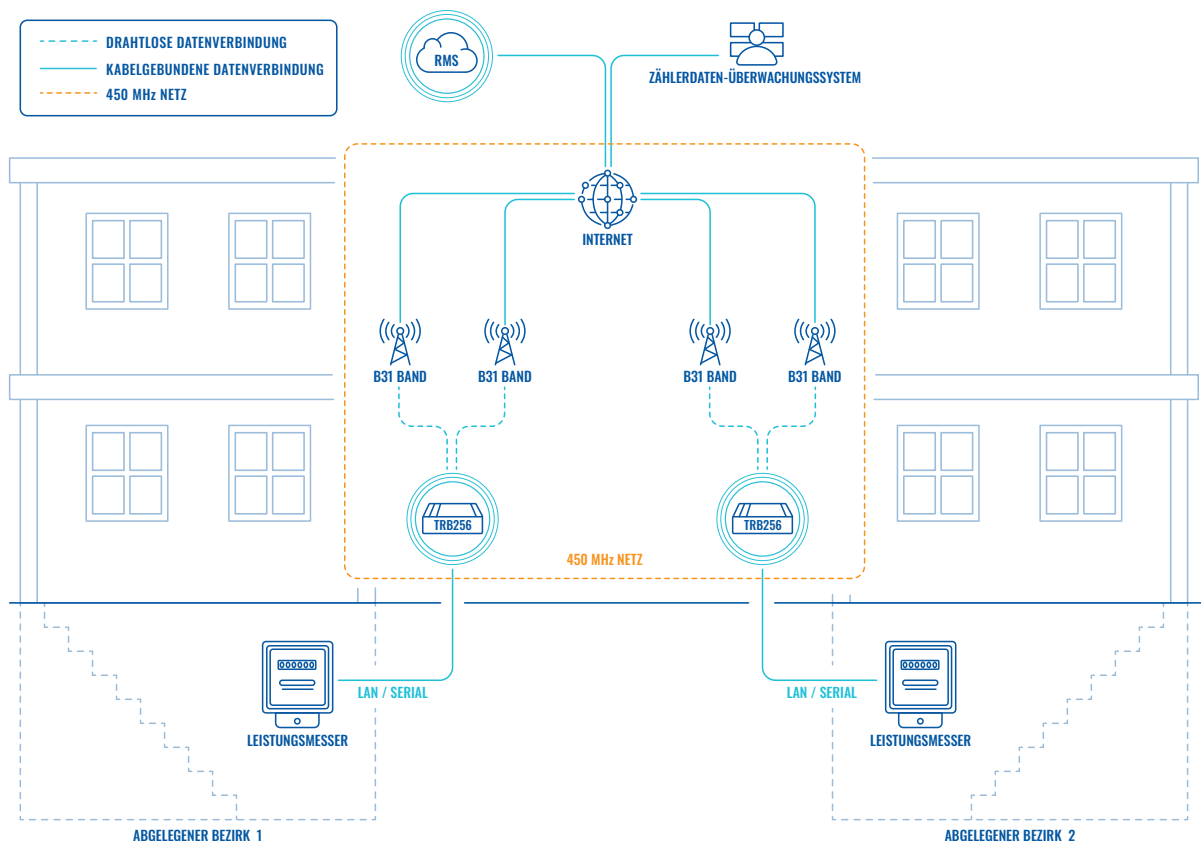 DRAHTLOSE DATENVERBINDUNG
KABELGEBUNDENE DATENVERBINDUNG
450 MHz NETZ
RMS
ZÄHLERDATEN-ÜBERWACHUNGSSYSTEM
INTERNET
B31 BAND
B31 BAND
B31 BAND
B31 BAND
TRB256
TRB256
450 MHz NETZ
LAN / SERIAL
LAN / SERIAL
LEISTUNGSMESSER
LEISTUNGSMESSER
ABGELEGENER BEZIRK 1
ABGELEGENER BEZIRK 2